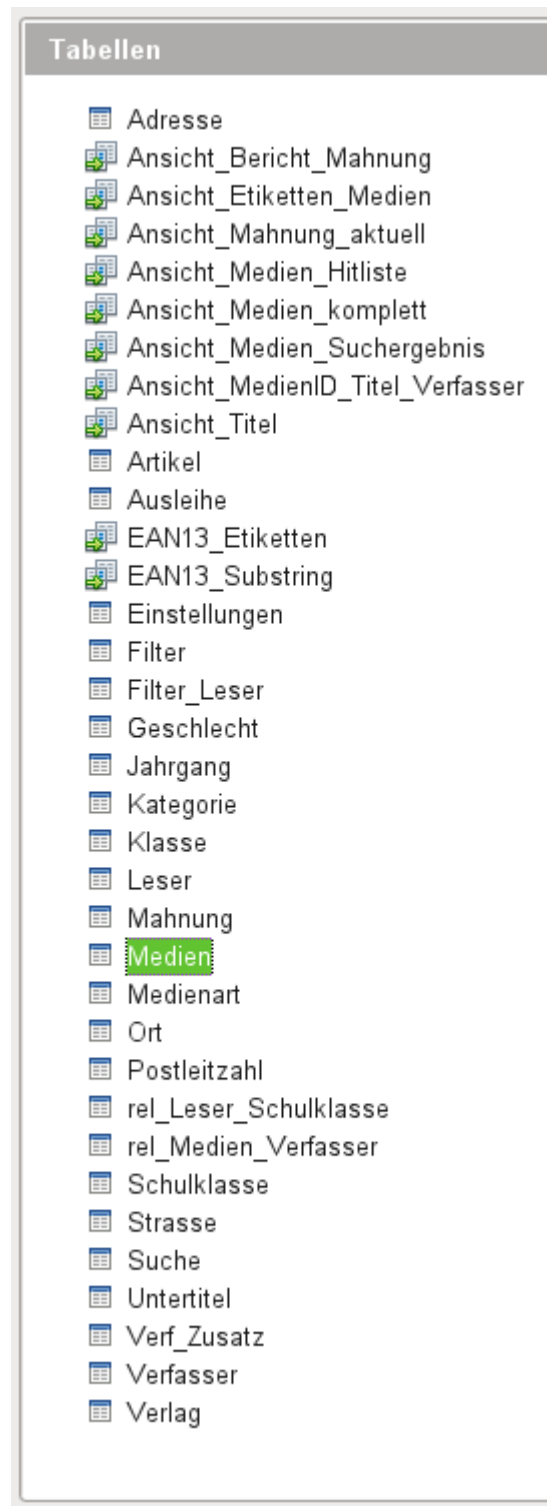 Tabellen
Adresse
Ansicht_Bericht_Mahnung
Ansicht_Etiketten_Medien
Ansicht_Mahnung_aktuell
Ansicht_Medien_Hitliste
Ansicht_Medien_komplett
Ansicht_Medien_Suchergebnis
Ansicht_MedienID_Titel_Verfasser
Ansicht_Titel
Artikel
Ausleihe
EAN13_Etiketten
EAN13_Substring
Einstellungen
Filter
Filter_Leser
Geschlecht
Jahrgang
Kategorie
Klasse
Leser
Mahnung
Medien
Medienart
Ort
Postleitzahl
rel_Leser_Schulklasse
rel_Medien_Verfasser
Schulklasse
Strasse
Suche
Untertitel
Verf_Zusatz
Verfasser
Verlag